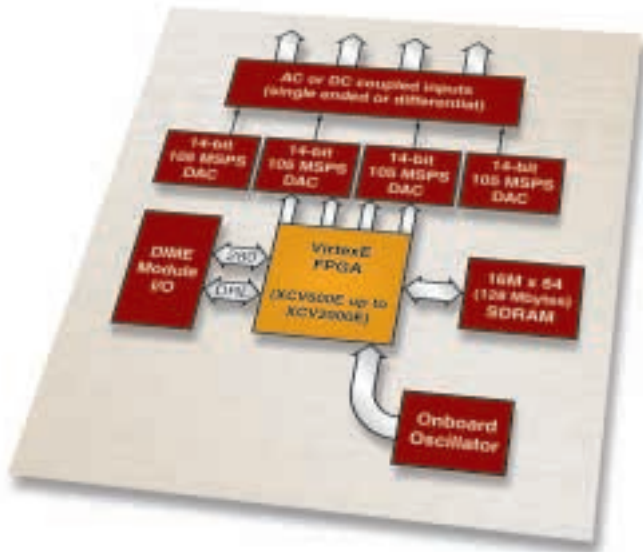 AC or DC coupled inputs
(single ended or differential)
14-bit
105 MSPS
DAC
14-bit
105 MSPS
DAC
14-bit
105 MSPS
DAC
14-bit
105 MSPS
DAC
DIME
Module
I/O
VirtexE
FPGA
(XCV600E up to
XCV2000E)
16M x 64
(128 Mbytes)
SDRAM
Onboard
Oscillator